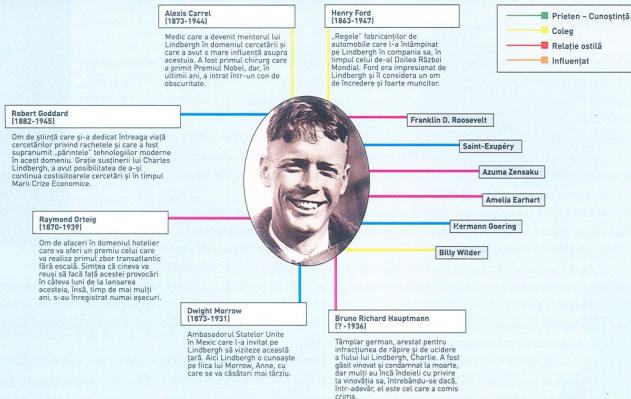 Alexis Carrel
(1873-1944)
Medic care a devenit mentorul lui
Lindbergh în domeniul cercetării și
care a avut o mare influență asupra
acestuia. A fost primul chirurg care
a primit Premiul Nobel, dar, în
ultimii ani, a intrat într-un con de
obscuritate.
Henry Ford
(1863-1947)
„Regele” fabricanților de
automobile care l-a întâmpinat
pe Lindbergh în compania sa, în
timpul celui de-al Doilea Război
Mondial. Ford era impresionat de
Lindbergh și îl considera un om
de încredere și foarte muncitor.
Prieten – Cunoștință
Coleg
Relație ostilă
Influențat
Robert Goddard
(1882-1945)
Om de știință care și-a dedicat întreaga viață
cercetărilor privind rachetele și care a fost
supranumit „părintele” tehnologiilor moderne
în acest domeniu. Grație susținerii lui Charles
Lindbergh, a avut posibilitatea de a-și
continua costisitoarele cercetări și în timpul
Marii Crize Economice.
Franklin D. Roosevelt
Saint-Exupéry
Azuma Zensaku
Amelia Earhart
Hermann Goering
Billy Wilder
Raymond Orteig
(1870-1939)
Om de afaceri în domeniul hotelier
care va oferi un premiu celui care
va realiza primul zbor transatlantic
fără escală. Simțea că cineva va
reuși să facă față acestei provocări
în câteva luni de la lansarea
acesteia, însă, timp de mai mulți
ani, s-au înregistrat numai eșecuri.
Dwight Morrow
(1873-1931)
Ambasadorul Statelor Unite
în Mexic care l-a invitat pe
Lindbergh să viziteze această
țară. Aici Lindbergh o cunoaște
pe fiica lui Morrow, Anne, cu
care se va căsători mai târziu.
Bruno Richard Hauptmann
(? -1936)
Tâmplar german, arestat pentru
infracțiunea de răpire și de ucidere
a fiului lui Lindbergh, Charlie. A fost
găsit vinovat și condamnat la moarte,
dar mulți au încă îndoieli cu privire
la vinovăția sa, întrebându-se dacă,
într-adevăr, el este cel care a comis
crima.